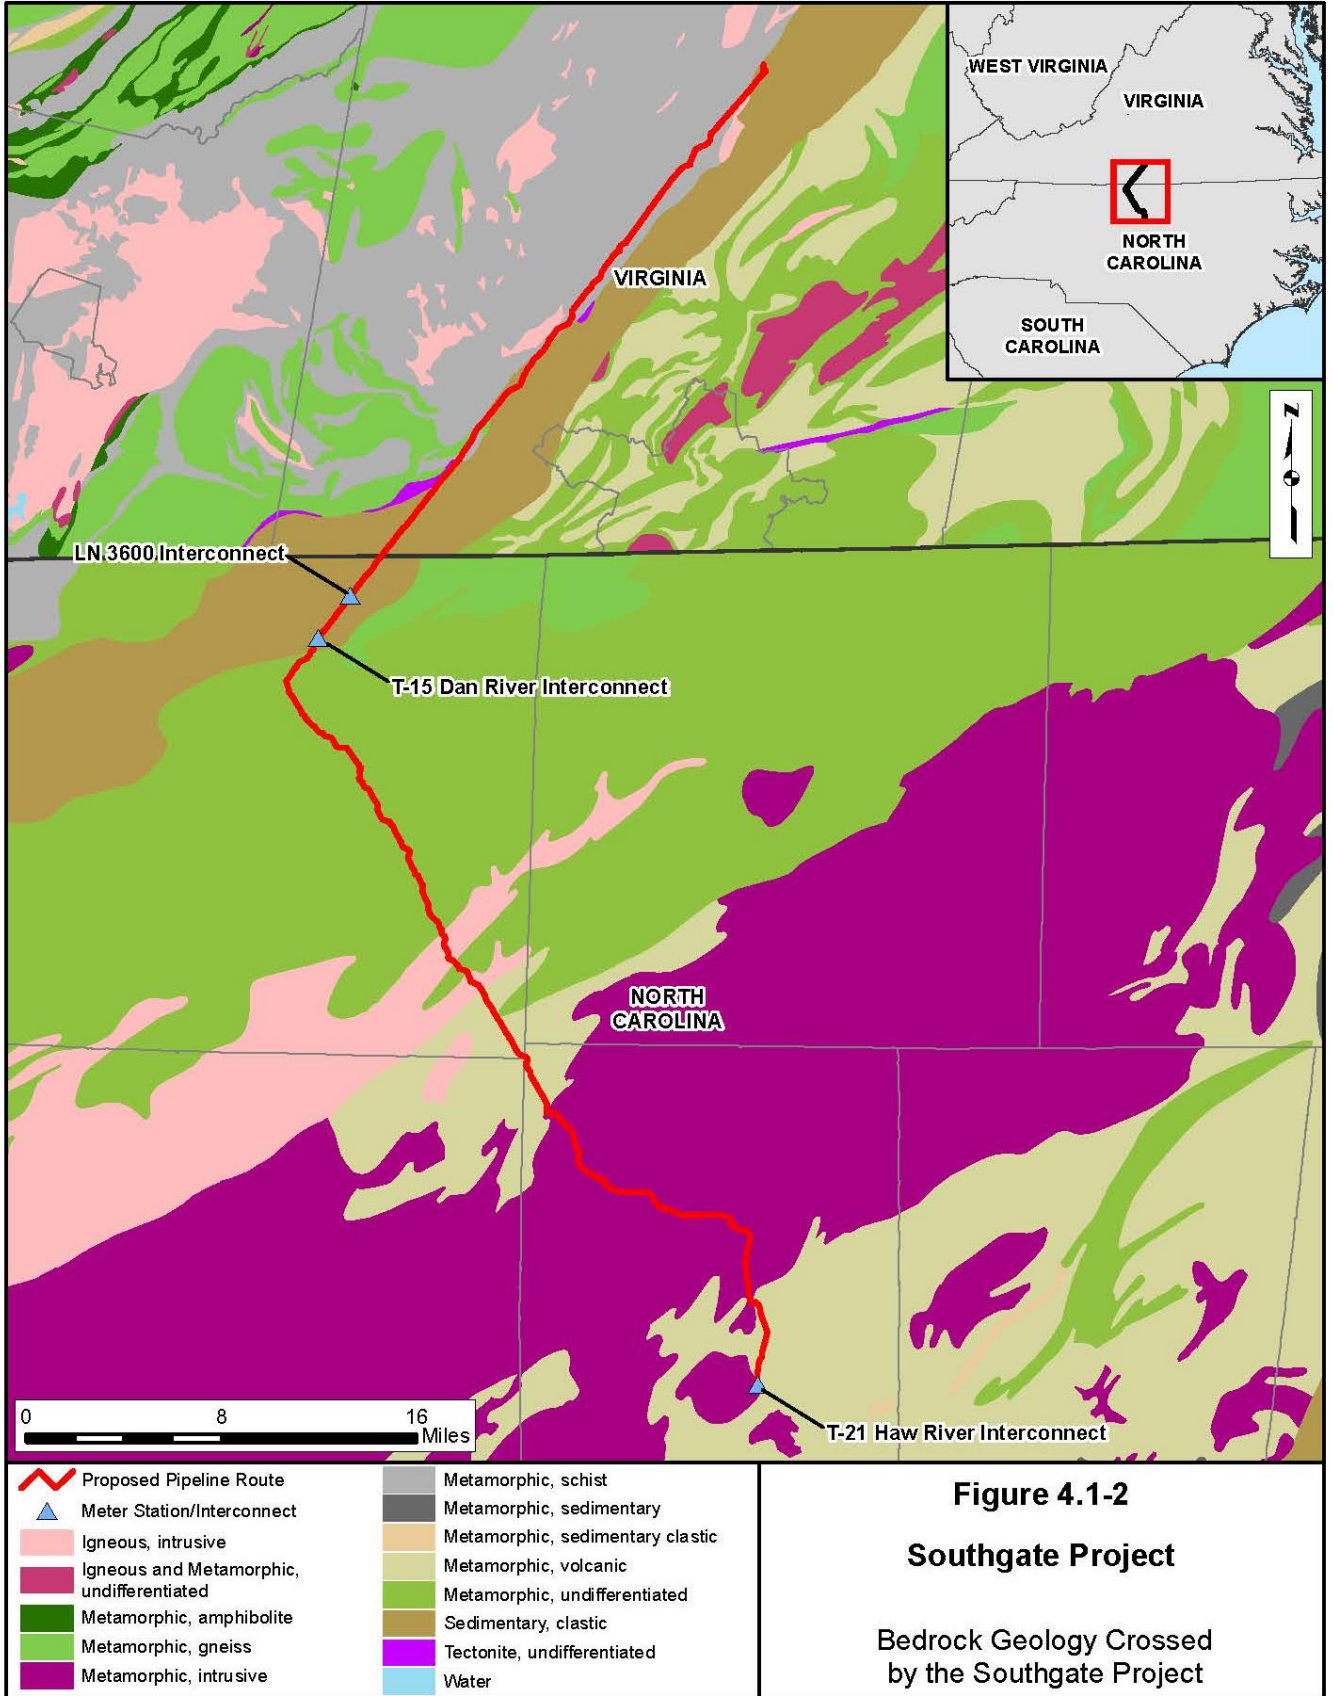 WEST VIRGINIA
VIRGINIA
NORTH
CAROLINA
SOUTH
CAROLINA
VIRGINIA
N
LN 3600 Interconnect
T-15 Dan River Interconnect
NORTH
CAROLINA
T-21 Haw River Interconnect
0 8 16
Miles
Proposed Pipeline Route
Meter Station/Interconnect
Igneous, intrusive
Igneous and Metamorphic,
undifferentiated
Metamorphic, amphibolite
Metamorphic, gneiss
Metamorphic, intrusive
Metamorphic, schist
Metamorphic, sedimentary
Metamorphic, sedimentary clastic
Metamorphic, volcanic
Metamorphic, undifferentiated
Sedimentary, clastic
Tectonite, undifferentiated
Water
Figure 4.1-2
Southgate Project
Bedrock Geology Crossed
by the Southgate Project